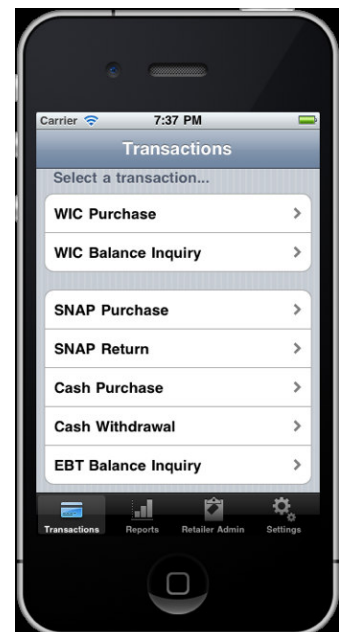 Carrier 7:37 PM
Transactions
Select a transaction...
WIC Purchase
WIC Balance Inquiry
SNAP Purchase
SNAP Return
Cash Purchase
Cash Withdrawal
EBT Balance Inquiry
Transactions Reports Retailer Admin Settings